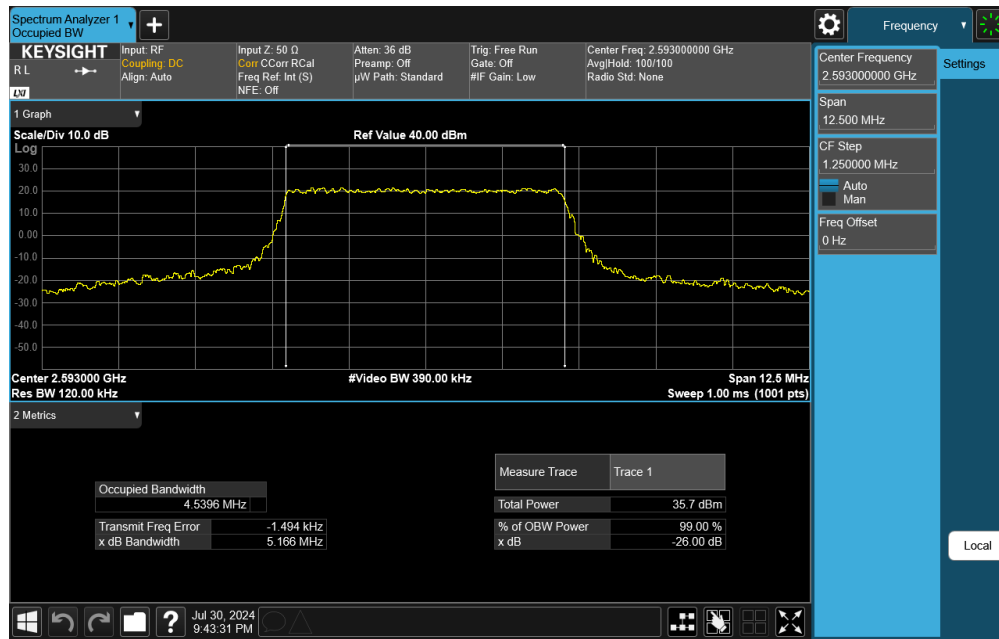 Spectrum Analyzer 1
Occupied BW
+
Frequency
KEYSIGHT
R L
LXI
Input: RF
Coupling: DC
Align: Auto
Input Z: 50 Ω
Corr CCorr RCal
Freq Ref: Int (S)
NFE: Off
Atten: 36 dB
Preamp: Off
µW Path: Standard
Trig: Free Run
Gate: Off
#IF Gain: Low
Center Freq: 2.593000000 GHz
Avg|Hold: 100/100
Radio Std: None
Center Frequency
2.593000000 GHz
Settings
Span
12.500 MHz
CF Step
1.250000 MHz
Auto
Man
Freq Offset
0 Hz
Local
1 Graph
Scale/Div 10.0 dB
Ref Value 40.00 dBm
Log
30.0
20.0
10.0
0.00
-10.0
-20.0
-30.0
-40.0
-50.0
Center 2.593000 GHz
#Video BW 390.00 kHz
Span 12.5 MHz
Res BW 120.00 kHz
Sweep 1.00 ms (1001 pts)
2 Metrics
Measure Trace
Trace 1
Occupied Bandwidth
4.5396 MHz
Total Power
35.7 dBm
Transmit Freq Error
-1.494 kHz
% of OBW Power
99.00 %
x dB Bandwidth
5.166 MHz
x dB
-26.00 dB
?
Jul 30, 2024
9:43:31 PM